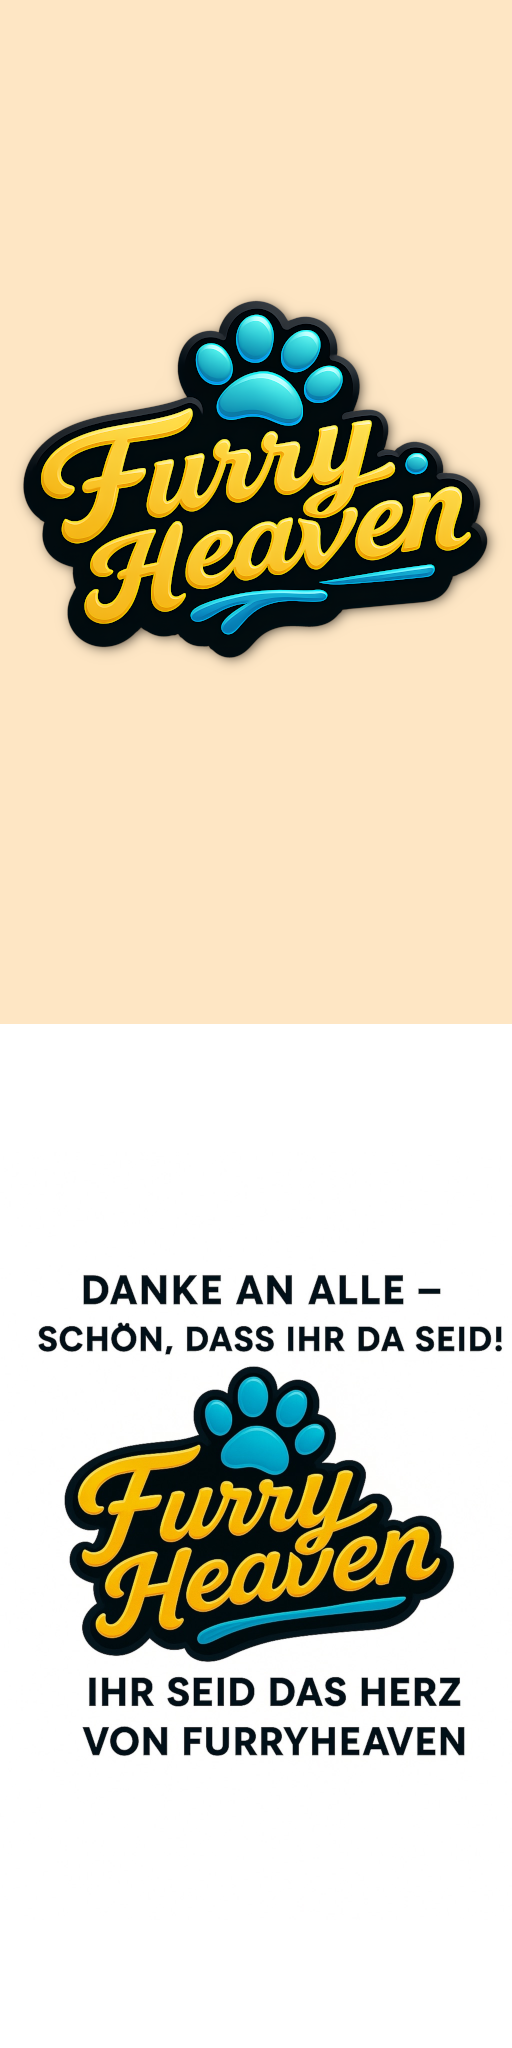 Furry
Heaven
DANKE AN ALLE –
SCHÖN, DASS IHR DA SEID!
Furry
Heaven
IHR SEID DAS HERZ
VON FURRYHEAVEN